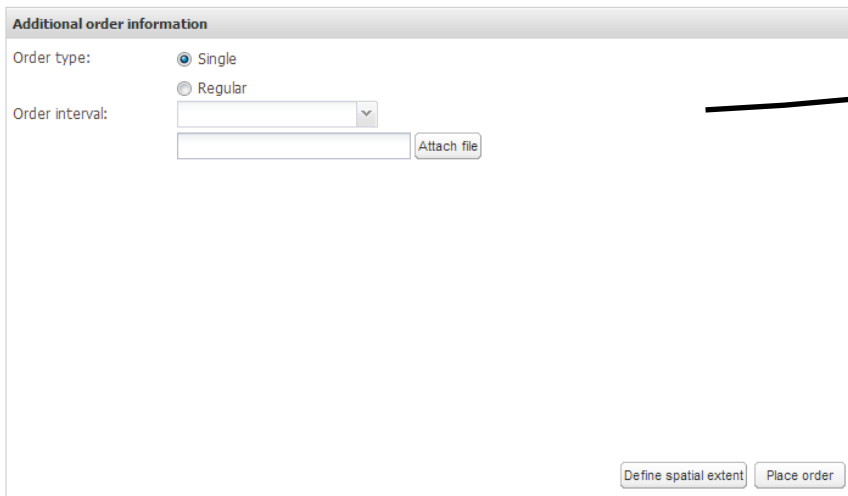 Additional order information
Order type: Single
Regular
Order interval:
Attach file
Define spatial extent Place order